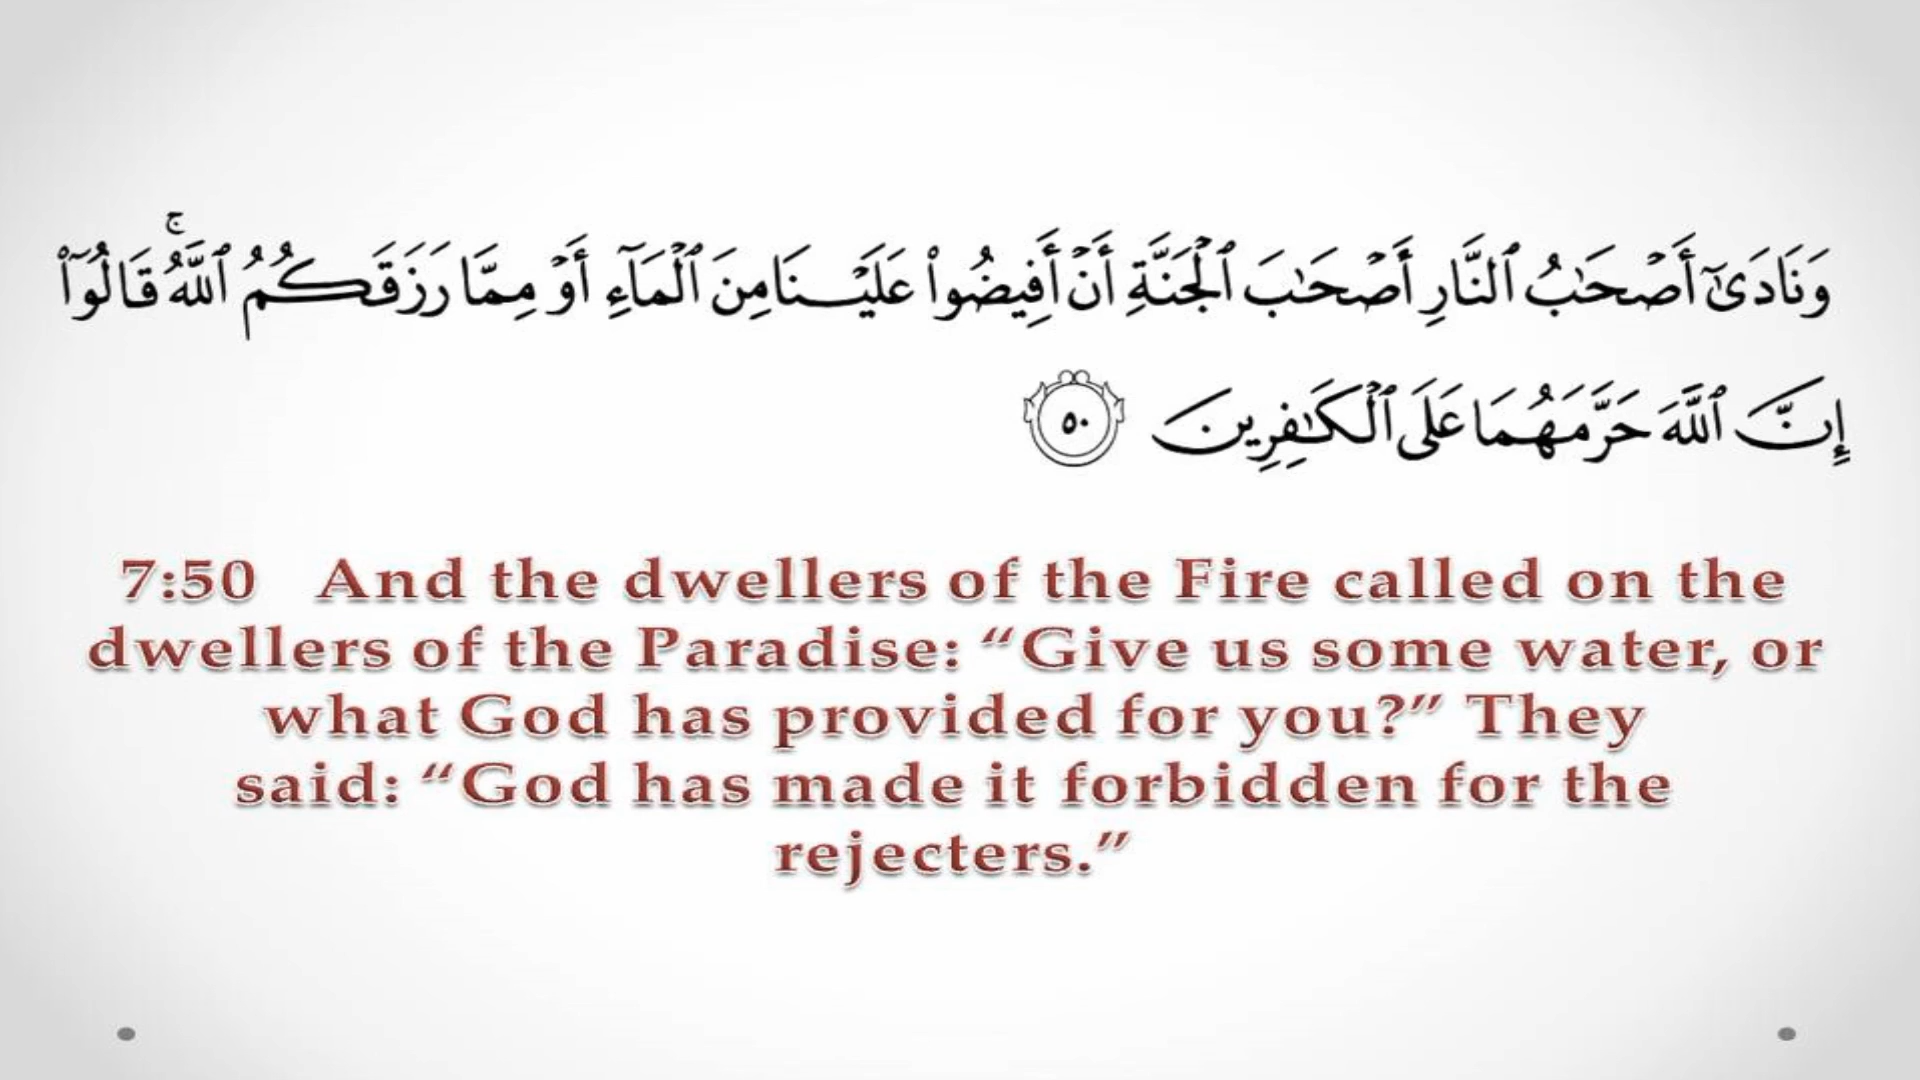 وَنَادَىٰٓ أَصْحَـٰبُ ٱلنَّارِ أَصْحَـٰبَ ٱلْجَنَّةِ أَنْ أَفِيضُوا۟ عَلَيْـنَا مِنَ ٱلْمَآءِ أَوْ مِمَّا رَزَقَكُمُ ٱللَّهُ ۚ قَالُوٓا۟
إِنَّ ٱللَّهَ حَرَّمَهُمَا عَلَى ٱلْكَـٰفِرِينَ ٥٠
7:50 And the dwellers of the Fire called on the
dwellers of the Paradise: “Give us some water, or
what God has provided for you?” They
said: “God has made it forbidden for the
rejecters.”